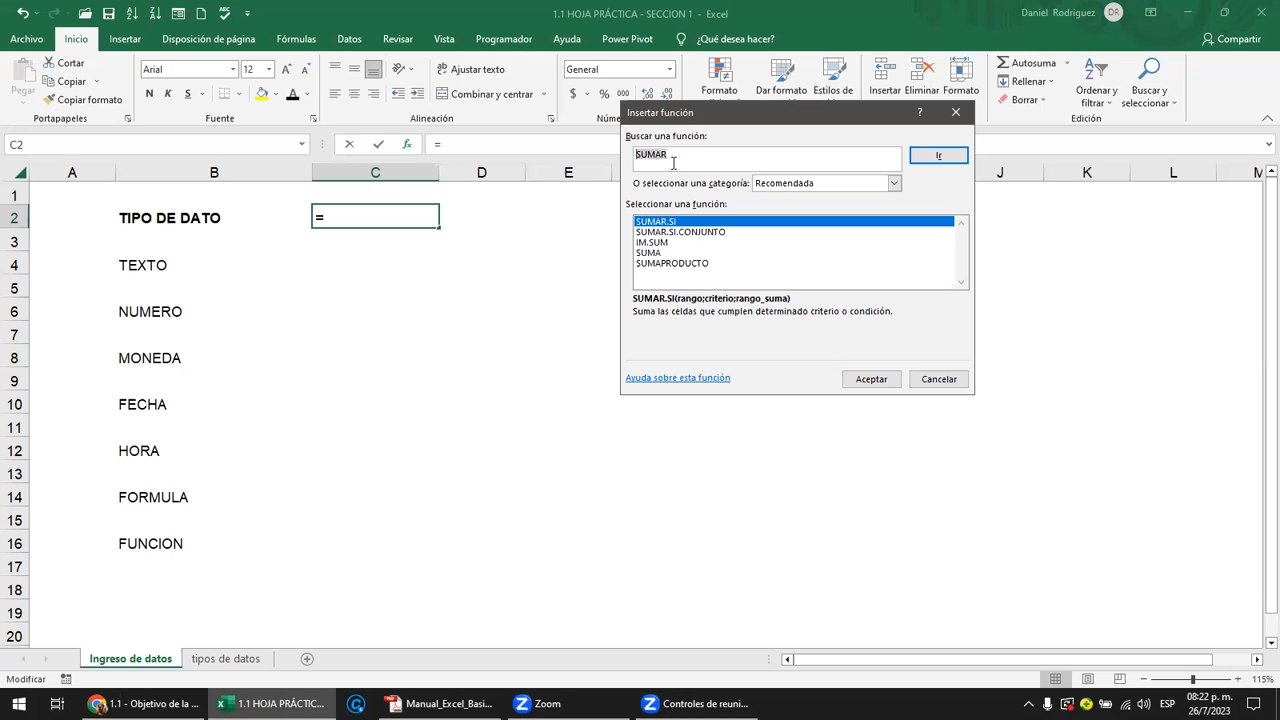 1.1 HOJA PRÁCTICA - SECCION 1 - Excel
Daniel Rodriguez DR
Archivo Inicio Insertar Disposición de página Fórmulas Datos Revisar Vista Programador Ayuda Power Pivot ¿Qué desea hacer? Compartir
Pegar
Cortar
Copiar
Copiar formato
Portapapeles
Arial 12
N K S A
Fuente
Ajustar texto
Combinar y centrar
General
$ % 000
Formato
Dar formato
Estilos de
Insertar Eliminar Formato
Autosuma
Rellenar
Borrar
Ordenar y filtrar
Buscar y seleccionar
Edición
C2 fx =
A B C D E J K L M
1
2 TIPO DE DATO =
3
4 TEXTO
5
6 NUMERO
7
8 MONEDA
9
10 FECHA
11
12 HORA
13
14 FORMULA
15
16 FUNCION
17
18
19
20
Insertar función ?
Buscar una función:
SUMAR
Ir
O seleccionar una categoría: Recomendada
Seleccionar una función:
SUMAR.SI
SUMAR.SI.CONJUNTO
IM.SUM
SUMA
SUMAPRODUCTO
SUMAR.SI(rango;criterio;rango_suma)
Suma las celdas que cumplen determinado criterio o condición.
Ayuda sobre esta función
Aceptar Cancelar
Ingreso de datos tipos de datos
Modificar 115%
1.1 - Objetivo de la ... 1.1 HOJA PRÁCTIC... Manual_Excel_Basi... Zoom Controles de reuni...
ESP
08:22 p. m.
26/7/2023